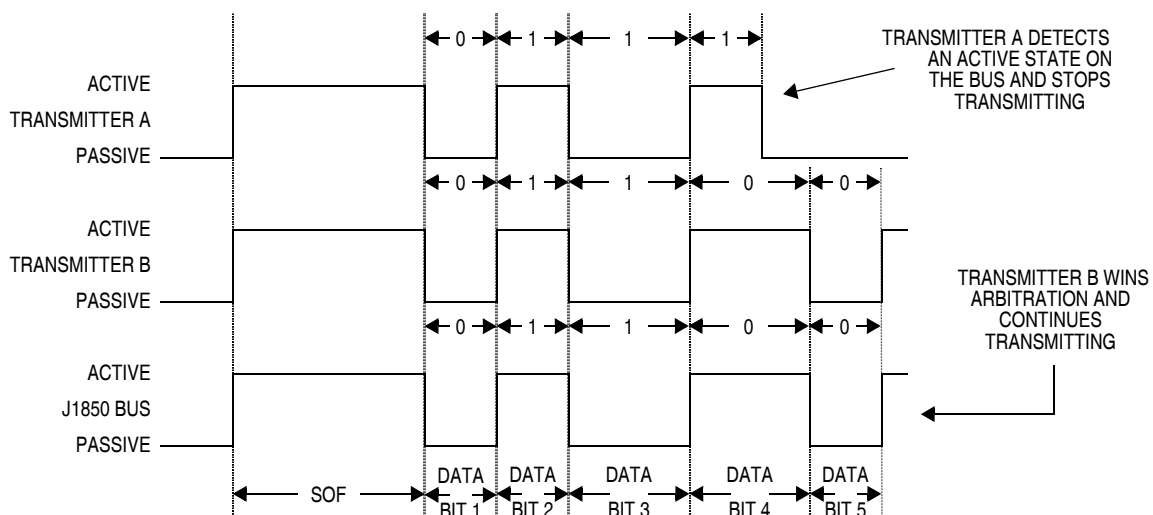 0 1 1 1
TRANSMITTER A DETECTS
AN ACTIVE STATE ON
THE BUS AND STOPS
TRANSMITTING
ACTIVE
TRANSMITTER A
PASSIVE
0 1 1 0 0
ACTIVE
TRANSMITTER B
PASSIVE
TRANSMITTER B WINS
ARBITRATION AND
CONTINUES
TRANSMITTING
0 1 1 0 0
ACTIVE
J1850 BUS
PASSIVE
SOF
DATA
BIT 1
DATA
BIT 2
DATA
BIT 3
DATA
BIT 4
DATA
BIT 5